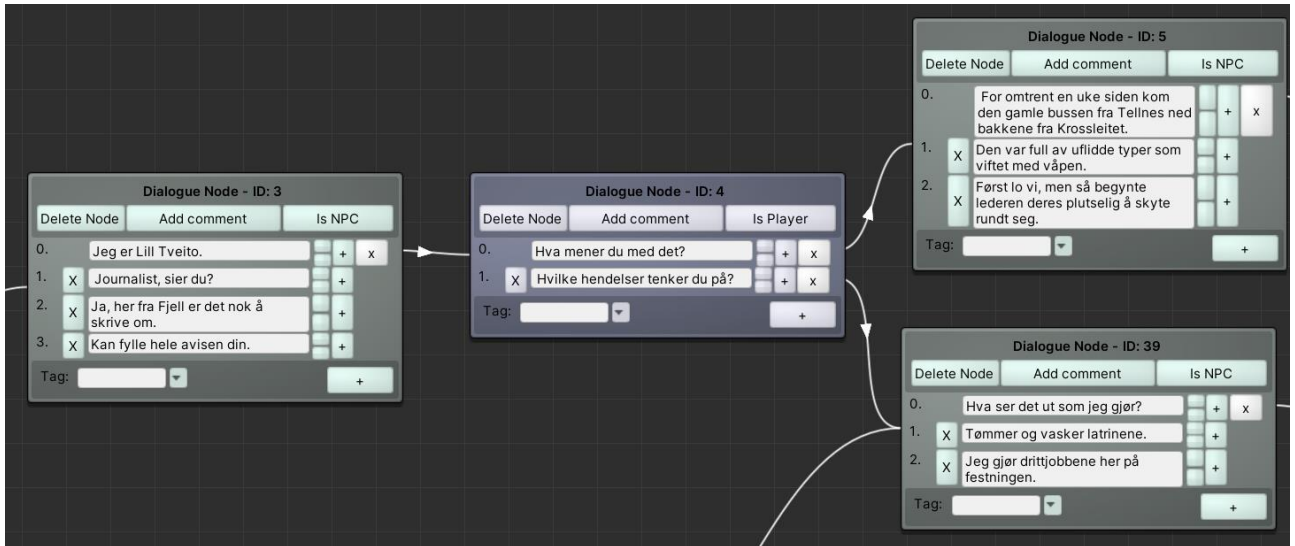 Dialogue Node - ID: 3
Delete Node Add comment Is NPC
0. Jeg er Lill Tveito. + x
1. X Journalist, sier du? +
2. X Ja, her fra Fjell er det nok å
skrive om. +
3. X Kan fylle hele avisen din. +
Tag: +
Dialogue Node - ID: 4
Delete Node Add comment Is Player
0. Hva mener du med det? + x
1. X Hvilke hendelser tenker du på? + x
Tag: +
Dialogue Node - ID: 5
Delete Node Add comment Is NPC
0. For omtrent en uke siden kom
den gamle bussen fra Tellnes ned + x
bakkene fra Krossleitet.
1. X Den var full av uflidde typer som
viftet med våpen. +
2. X Først lo vi, men så begynte
lederen deres plutselig å skyte +
rundt seg.
Tag: +
Dialogue Node - ID: 39
Delete Node Add comment Is NPC
0. Hva ser det ut som jeg gjør? + x
1. X Tømmer og vasker latrinene. +
2. X Jeg gjør drittjobbene her på
festningen. +
Tag: +